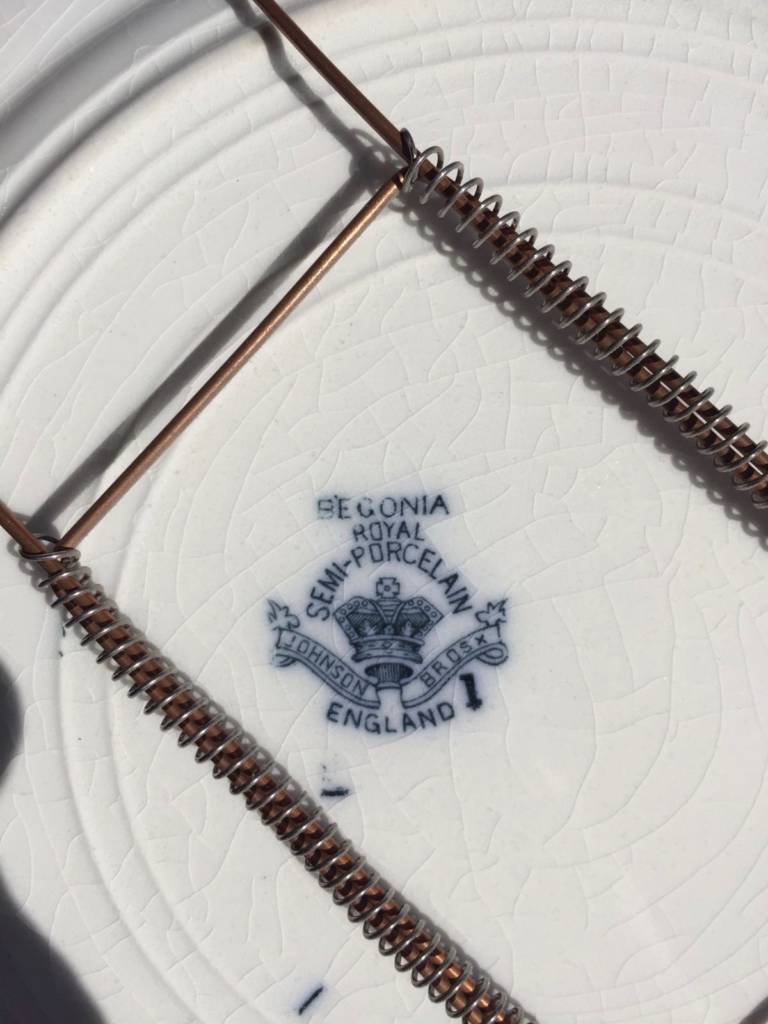 BEGONIA
ROYAL
SEMI-PORCELAIN
JOHNSON BROS
ENGLAND
1